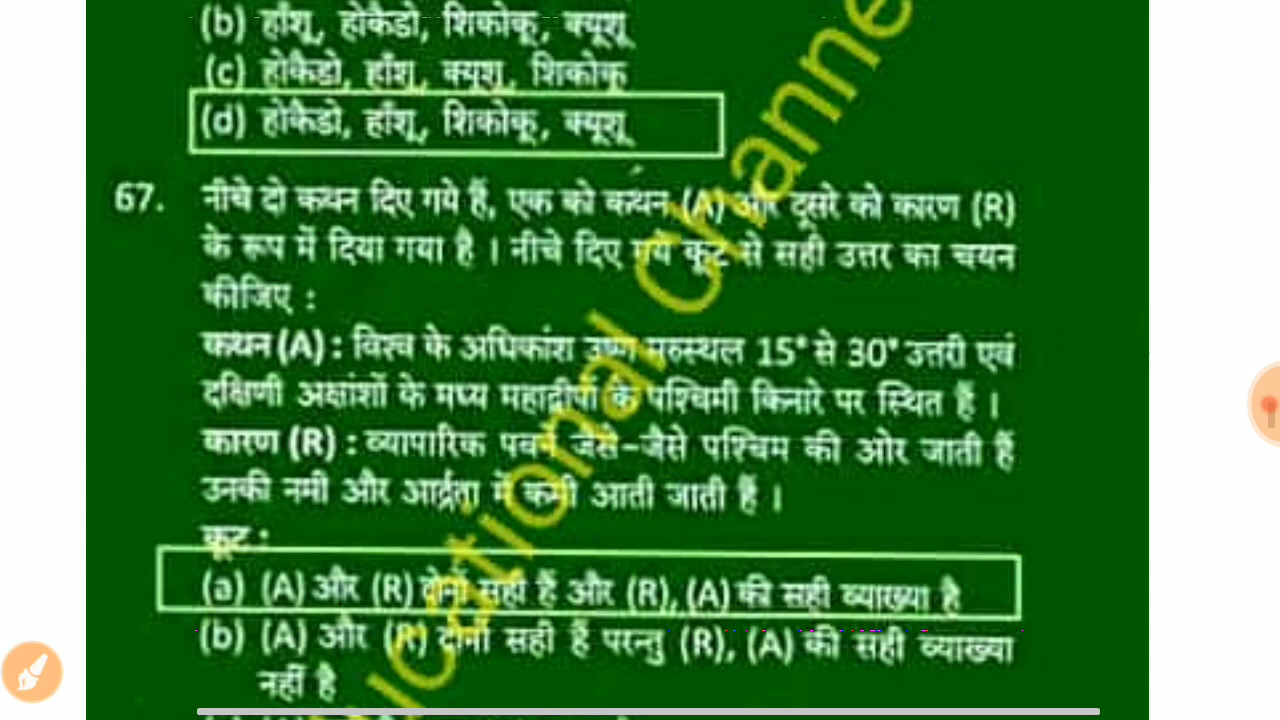 (b) हाँशू, होकैडो, शिकोकू, क्यूशू
(c) होकैडो, हाँशू, क्यूशू, शिकोकू
(d) होकैडो, हाँशू, शिकोकू, क्यूशू
67. नीचे दो कथन दिए गये हैं, एक को कथन (A) और दूसरे को कारण (R)
के रूप में दिया गया है । नीचे दिए गये कूट से सही उत्तर का चयन
कीजिए :
कथन (A) : विश्व के अधिकांश उष्ण मरुस्थल 15° से 30° उत्तरी एवं
दक्षिणी अक्षांशों के मध्य महाद्वीपों के पश्चिमी किनारे पर स्थित हैं ।
कारण (R) : व्यापारिक पवनें जैसे-जैसे पश्चिम की ओर जाती हैं
उनकी नमी और आर्द्रता में कमी आती जाती है ।
कूट :
(a) (A) और (R) दोनों सही हैं और (R), (A) की सही व्याख्या है
(b) (A) और (R) दोनों सही हैं परन्तु (R), (A) की सही व्याख्या
नहीं है